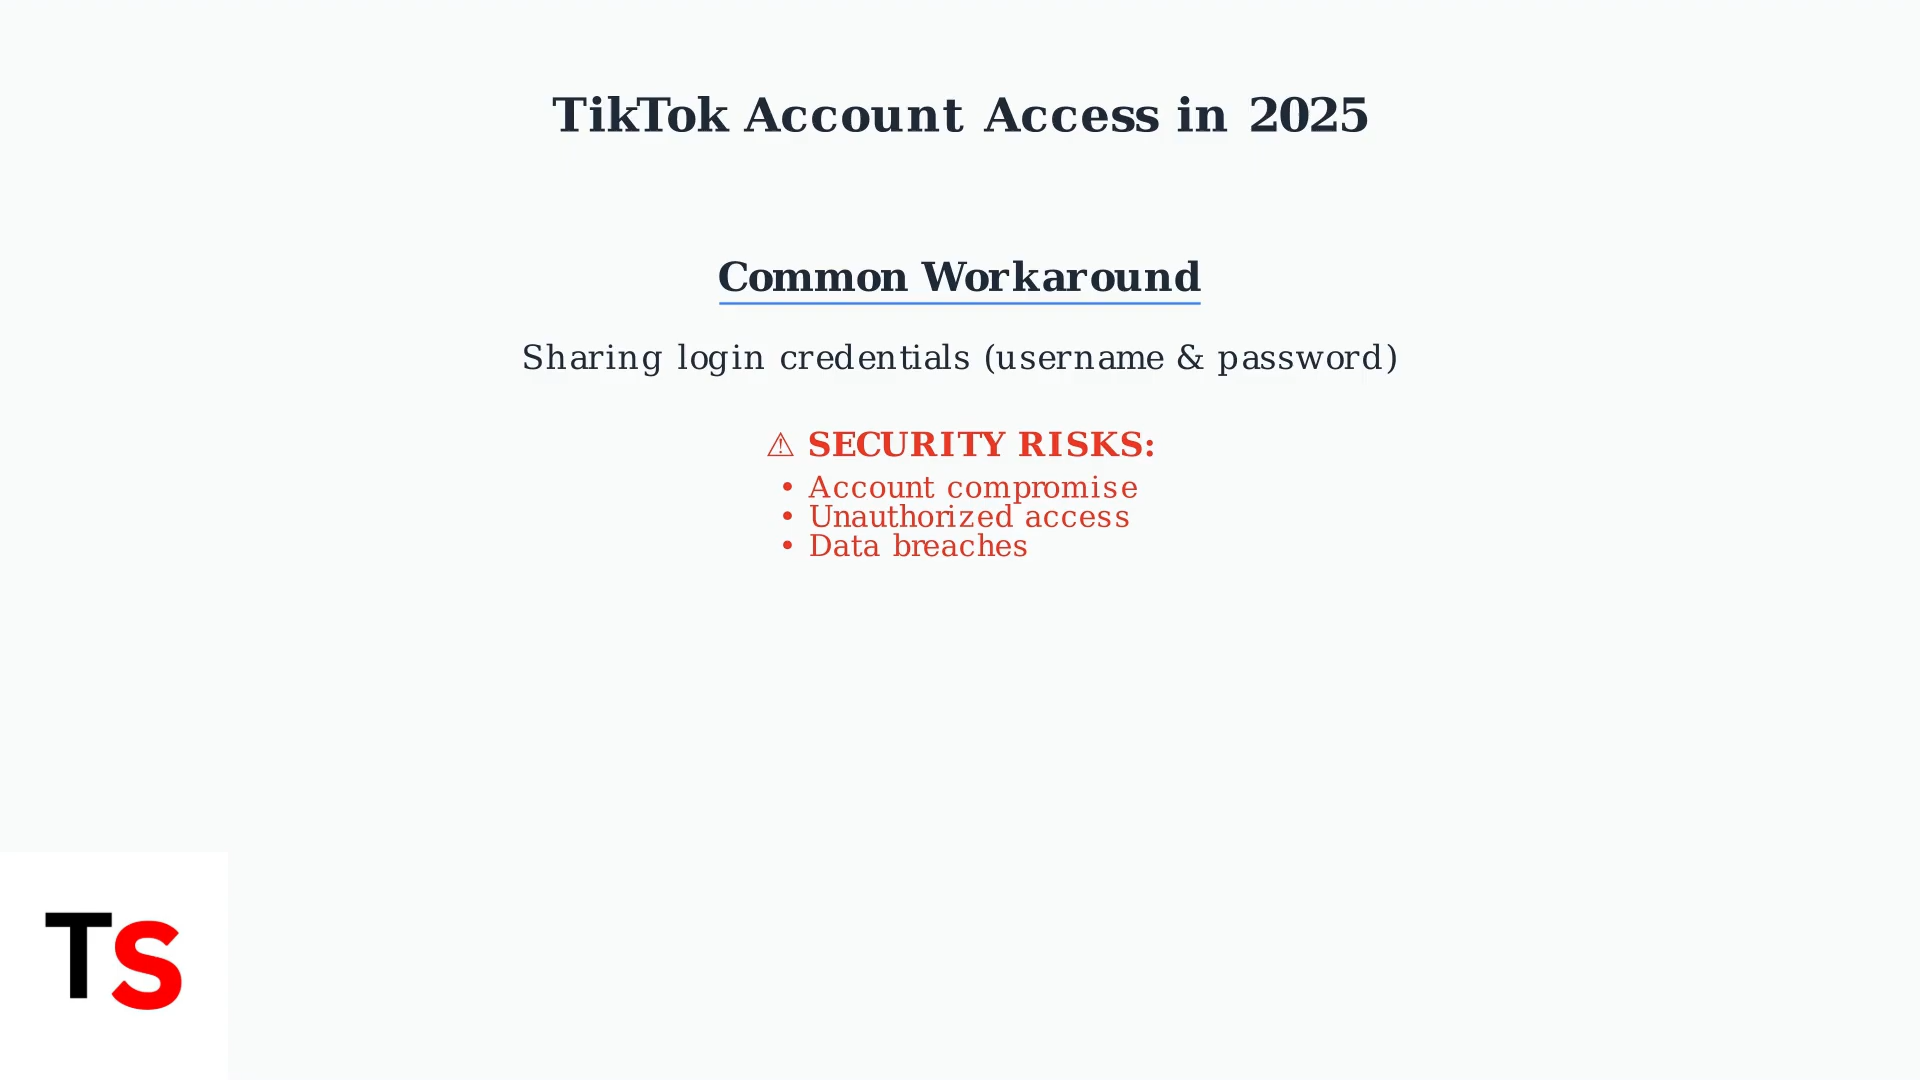 TikTok Account Access in 2025
Common Workaround
Sharing login credentials (username & password)
⚠ SECURITY RISKS:
• Account compromise
• Unauthorized access
• Data breaches
TS